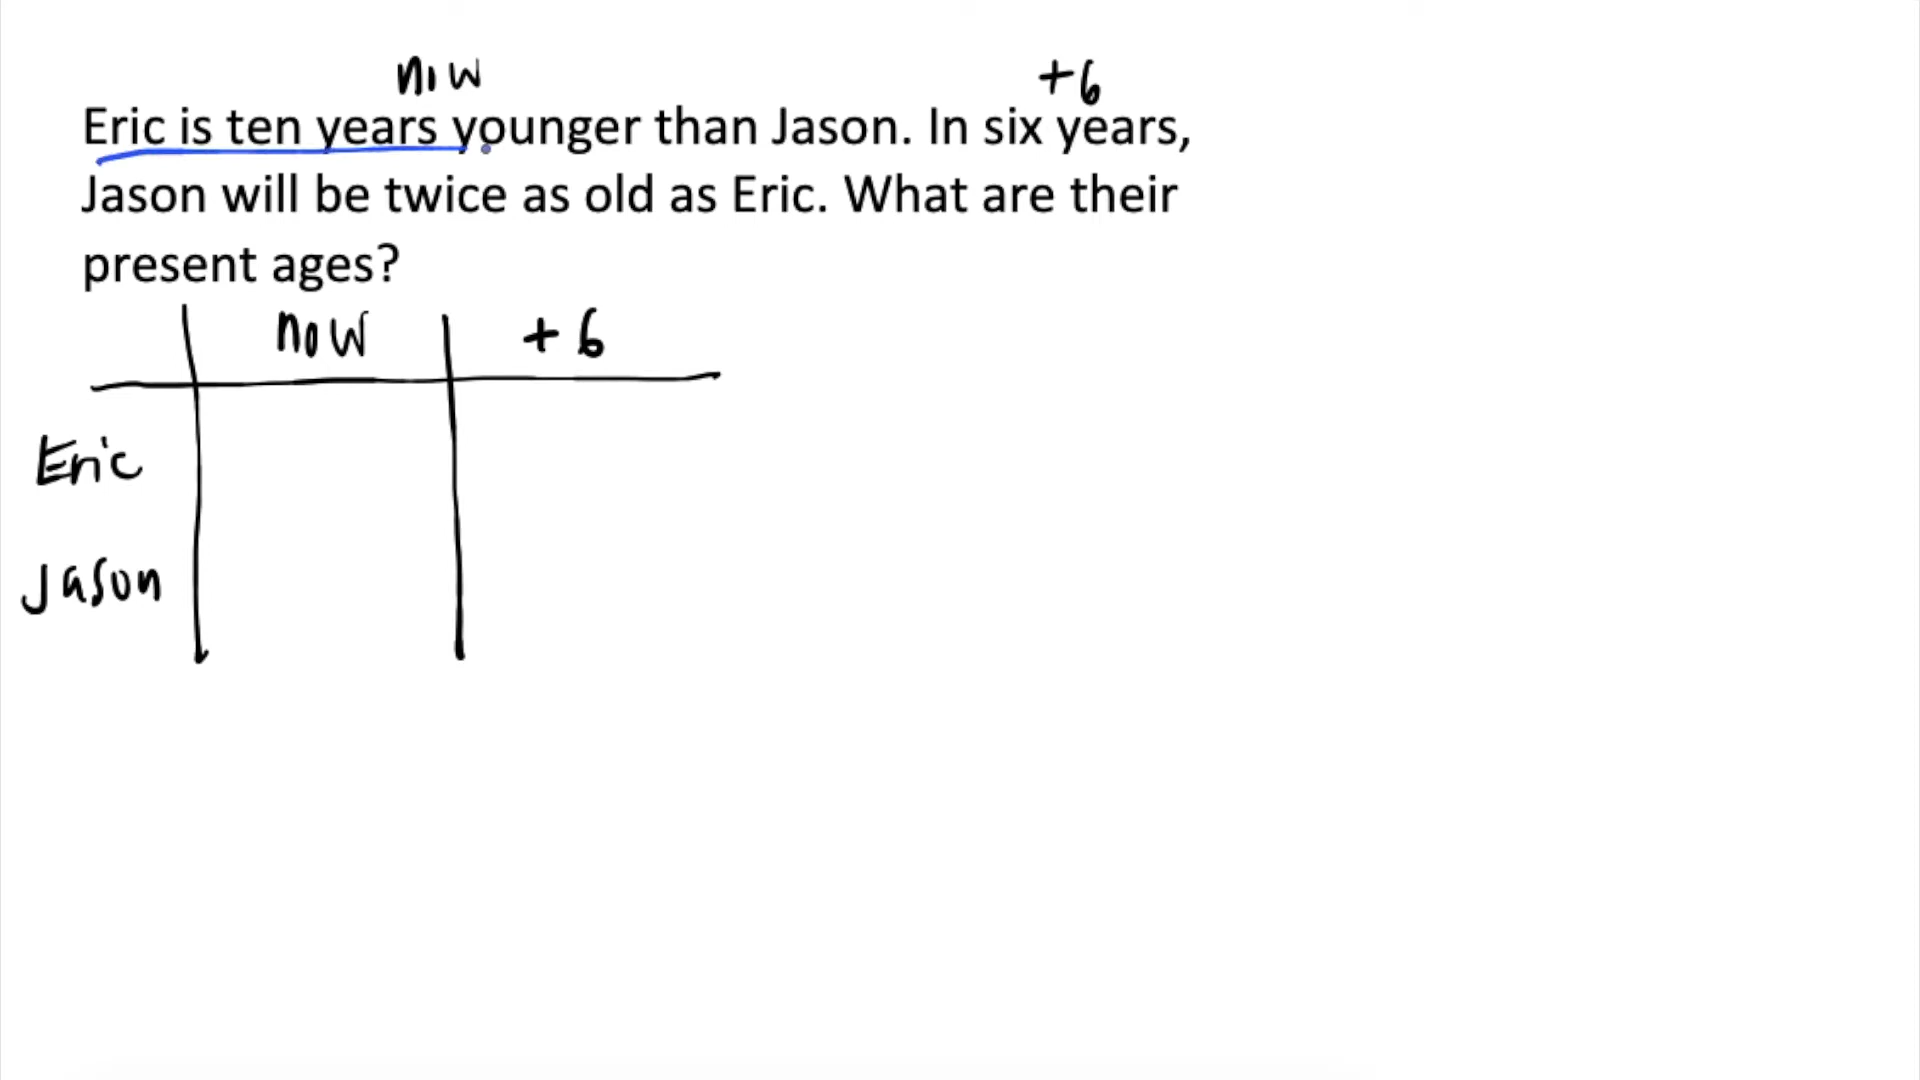 now +6
Eric is ten years younger than Jason. In six years,
Jason will be twice as old as Eric. What are their
present ages?
now +6
Eric
Jason